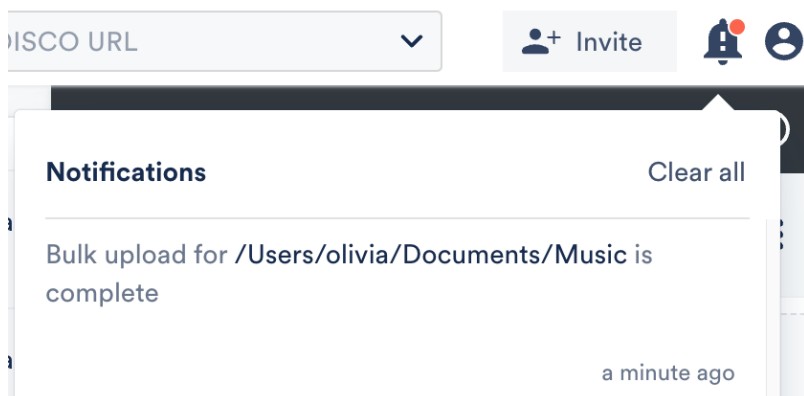 DISCO URL
Invite
Notifications
Clear all
Bulk upload for /Users/olivia/Documents/Music is
complete
a minute ago